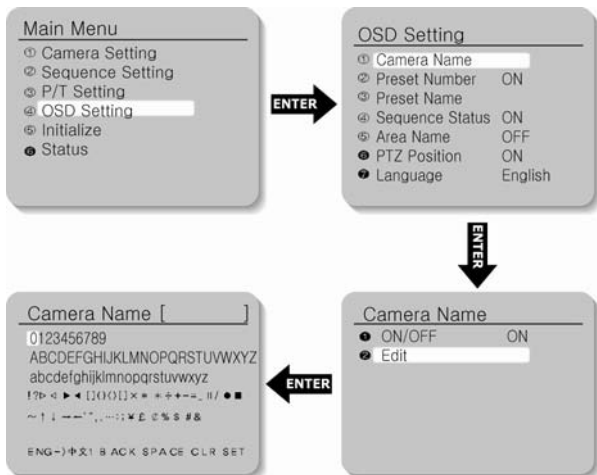 Main Menu
① Camera Setting
② Sequence Setting
③ P/T Setting
④ OSD Setting
⑤ Initialize
❻ Status
ENTER
OSD Setting
① Camera Name
② Preset Number ON
③ Preset Name
④ Sequence Status ON
⑤ Area Name OFF
❻ PTZ Position ON
❼ Language English
ENTER
Camera Name
❶ ON/OFF ON
❷ Edit
ENTER
Camera Name [ ]
0123456789
ABCDEFGHIJKLMNOPQRSTUVWXYZ
abcdefghijklmnopqrstuvwxyz
ENG-)中文1 BACK SPACE CLR SET